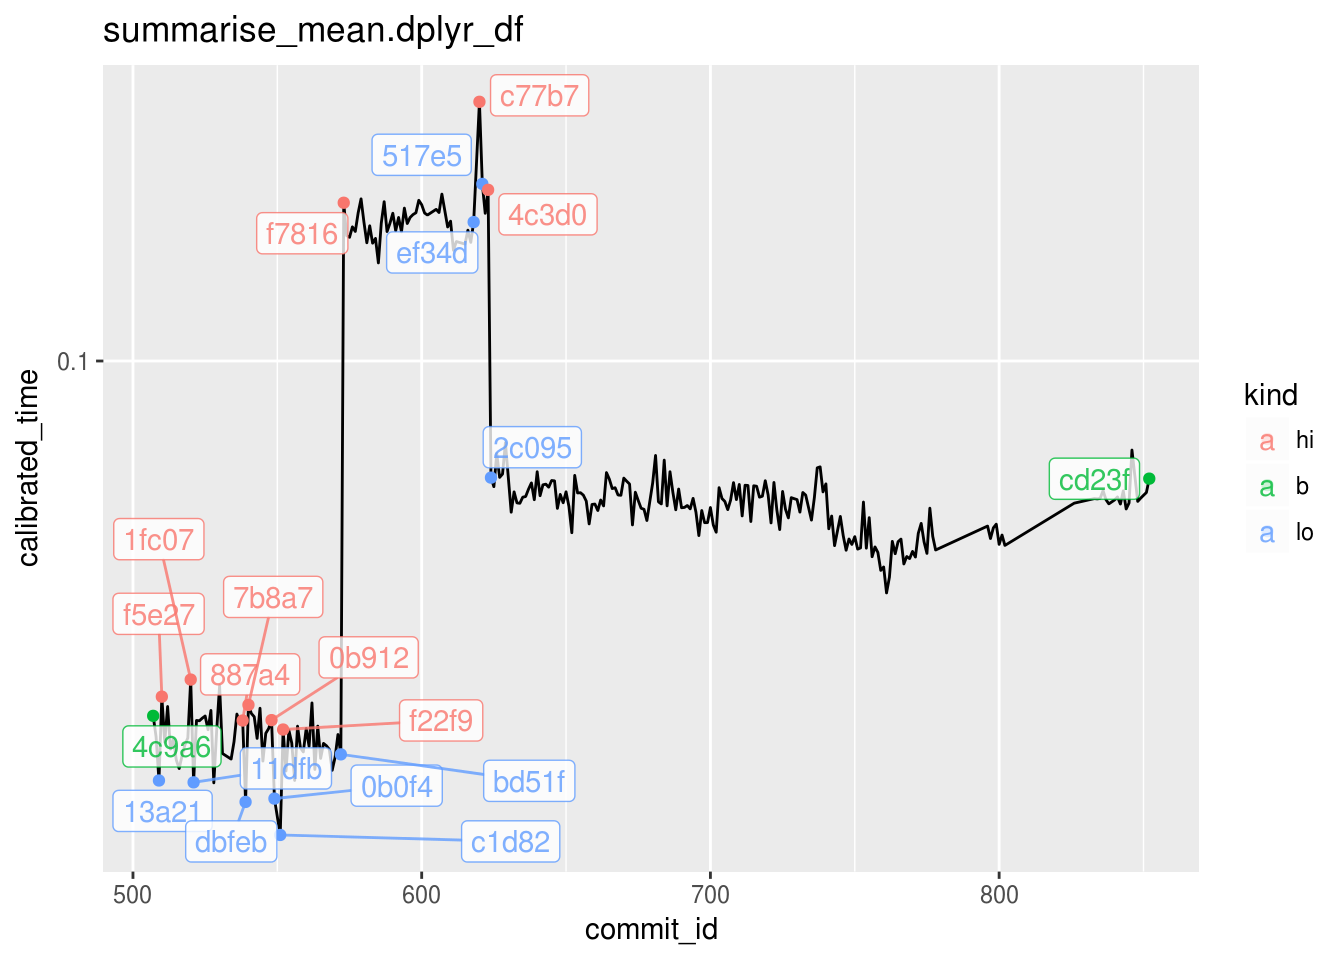 summarise_mean.dplyr_df
c77b7
517e5
4c3d0
f7816
ef34d
0.1
calibrated_time
2c095
cd23f
1fc07
7b8a7
f5e27
0b912
887a4
f22f9
4c9a6
11dfb
bd51f
0b0f4
13a21
dbfeb
c1d82
500
600
700
800
commit_id
kind
a hi
a b
a lo